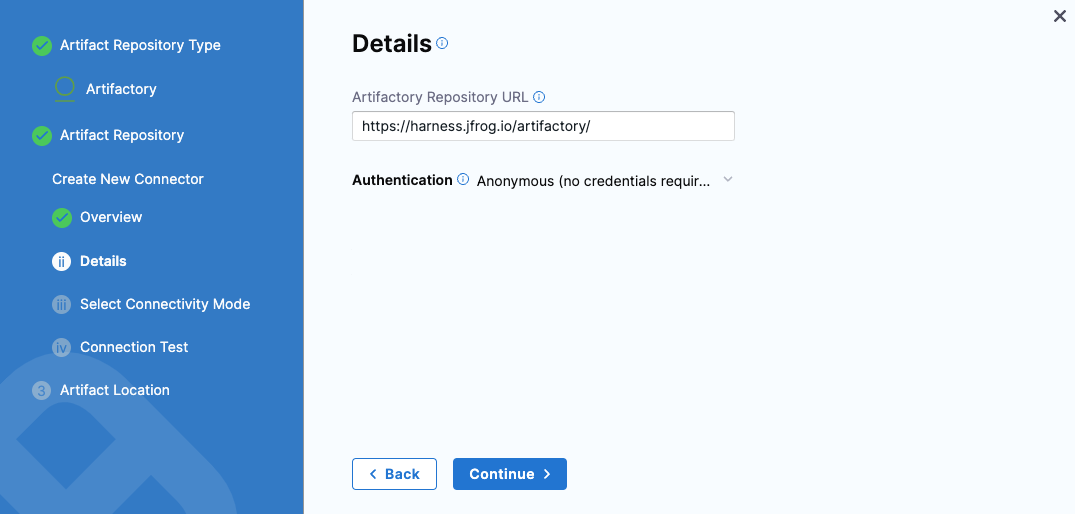 Artifact Repository Type
Artifactory
Artifact Repository
Create New Connector
Overview
ii Details
iii Select Connectivity Mode
iv Connection Test
3 Artifact Location
Details
Artifactory Repository URL
https://harness.jfrog.io/artifactory/
Authentication Anonymous (no credentials requir...
Back Continue